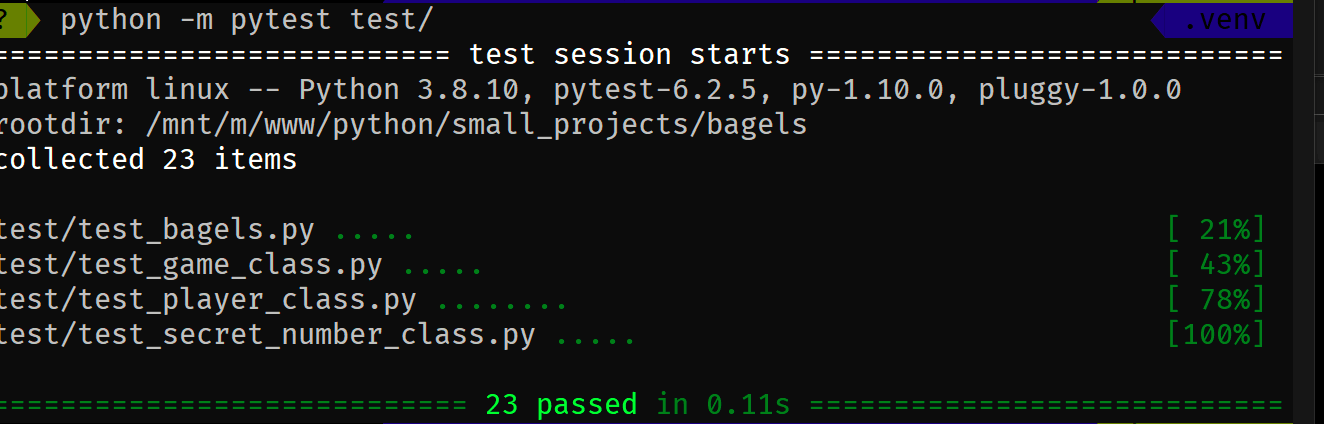 ? python -m pytest test/ .venv
=========================== test session starts ============================
platform linux -- Python 3.8.10, pytest-6.2.5, py-1.10.0, pluggy-1.0.0
rootdir: /mnt/m/www/python/small_projects/bagels
collected 23 items
test/test_bagels.py ..... [ 21%]
test/test_game_class.py ..... [ 43%]
test/test_player_class.py ........ [ 78%]
test/test_secret_number_class.py ..... [100%]
============================ 23 passed in 0.11s ============================